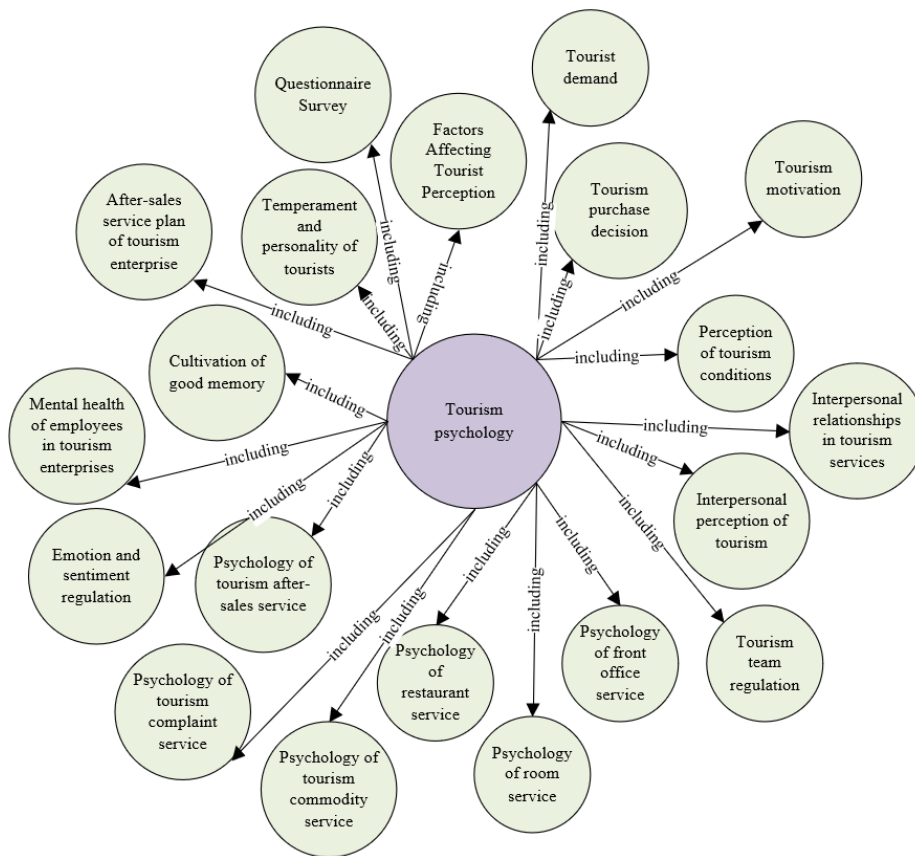 Tourist
demand
Questionnaire
Survey
Factors
Affecting
Tourist
Perception
Tourism
motivation
Tourism
purchase
decision
After-sales
service plan
of tourism
enterprise
Temperament
and
personality of
tourists
including
including
including
including
including
including
including
including
Perception
of tourism
conditions
including
Cultivation of
good memory
including
Tourism
psychology
Interpersonal
relationships
in tourism
services
including
Mental health
of employees
in tourism
enterprises
including
including
Interpersonal
perception of
tourism
including
including
including
Emotion and
sentiment
regulation
Psychology of
tourism after-
sales service
including
including
including
including
including
Psychology
of
restaurant
service
Psychology
of front
office
service
Tourism
team
regulation
Psychology of
tourism
complaint
service
Psychology of
tourism
commodity
service
Psychology
of room
service